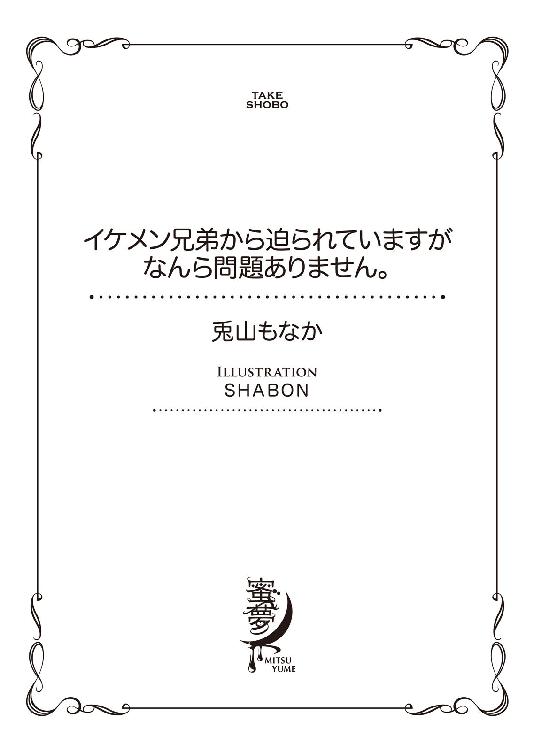 TAKE
SHOBO
イケメン兄弟から迫られていますが
なんら問題ありません。
兎山もなか
ILLUSTRATION
SHABON
蜜夢
MITSU
YUME